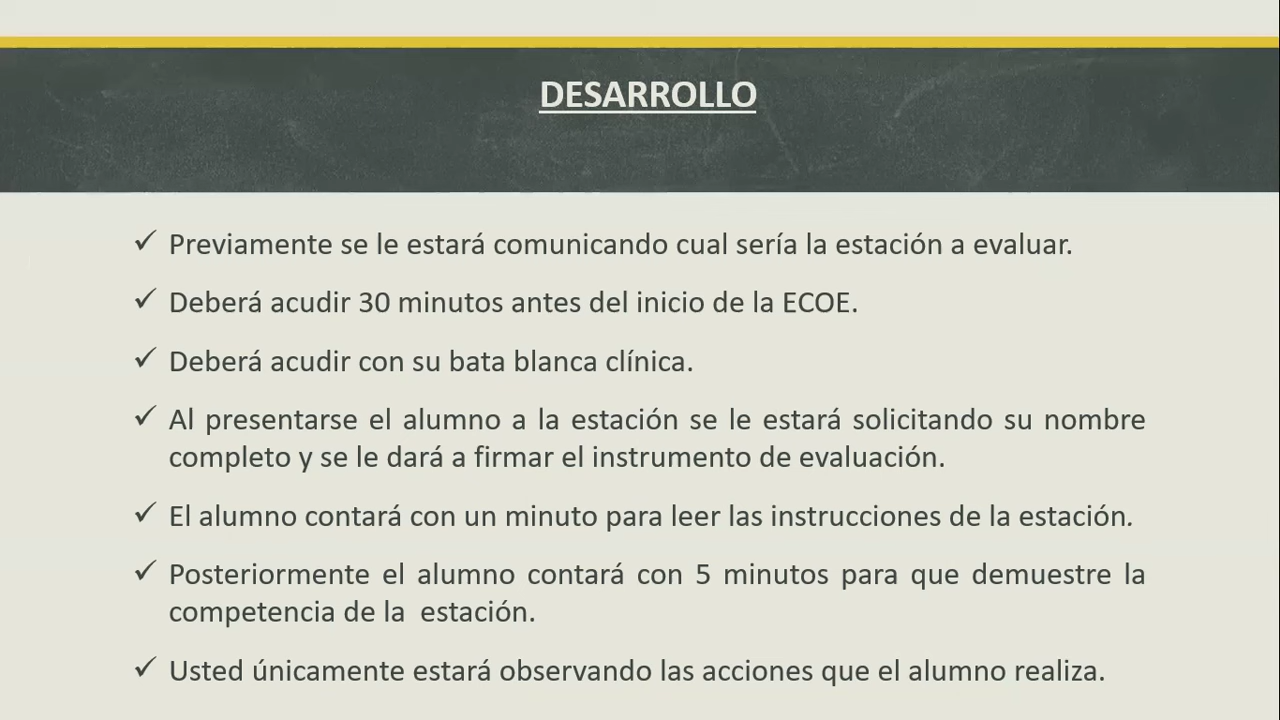 DESARROLLO
✓ Previamente se le estará comunicando cual sería la estación a evaluar.
✓ Deberá acudir 30 minutos antes del inicio de la ECOE.
✓ Deberá acudir con su bata blanca clínica.
✓ Al presentarse el alumno a la estación se le estará solicitando su nombre
completo y se le dará a firmar el instrumento de evaluación.
✓ El alumno contará con un minuto para leer las instrucciones de la estación.
✓ Posteriormente el alumno contará con 5 minutos para que demuestre la
competencia de la  estación.
✓ Usted únicamente estará observando las acciones que el alumno realiza.